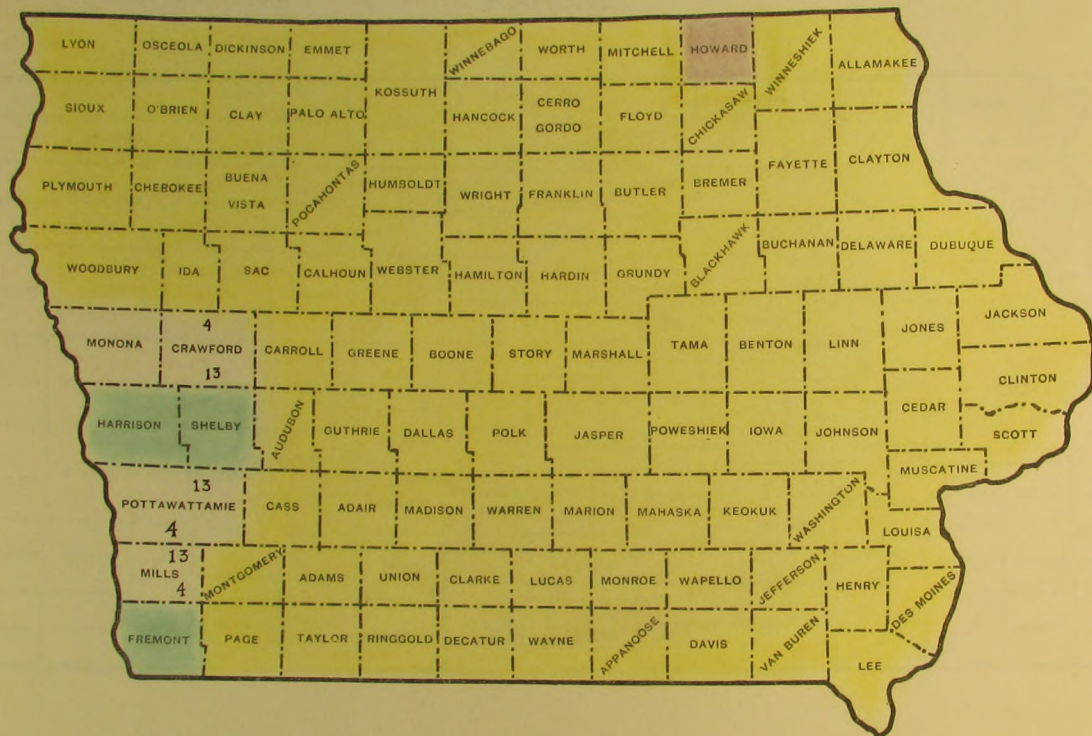 LYON
OSCEOLA
DICKINSON
EMMET
KOSSUTH
WINNEBAGO
WORTH
MITCHELL
HOWARD
WINNESHIEK
ALLAMAKEE
SIOUX
O'BRIEN
CLAY
PALO ALTO
HANCOCK
CERRO
GORDO
FLOYD
CHICKASAW
FAYETTE
CLAYTON
PLYMOUTH
CHEROKEE
BUENA
VISTA
POCAHONTAS
HUMBOLDT
WRIGHT
FRANKLIN
BUTLER
BREMER
WOODBURY
IDA
SAC
CALHOUN
WEBSTER
HAMILTON
HARDIN
GRUNDY
BLACKHAWK
BUCHANAN
DELAWARE
DUBUQUE
MONONA
4
CRAWFORD
13
CARROLL
GREENE
BOONE
STORY
MARSHALL
TAMA
BENTON
LINN
JONES
JACKSON
CLINTON
HARRISON
SHELBY
AUDUSON
GUTHRIE
DALLAS
POLK
JASPER
POWESHIEK
IOWA
JOHNSON
CEDAR
SCOTT
MUSCATINE
13
POTTAWATTAMIE
4
CASS
ADAIR
MADISON
WARREN
MARION
MAHASKA
KEOKUK
WASHINGTON
LOUISA
13
MILLS
4
MONTGOMERY
ADAMS
UNION
CLARKE
LUCAS
MONROE
WAPELLO
JEFFERSON
HENRY
DES MOINES
FREMONT
PAGE
TAYLOR
RINGGOLD
DECATUR
WAYNE
APPANOOSE
DAVIS
VAN BUREN
LEE